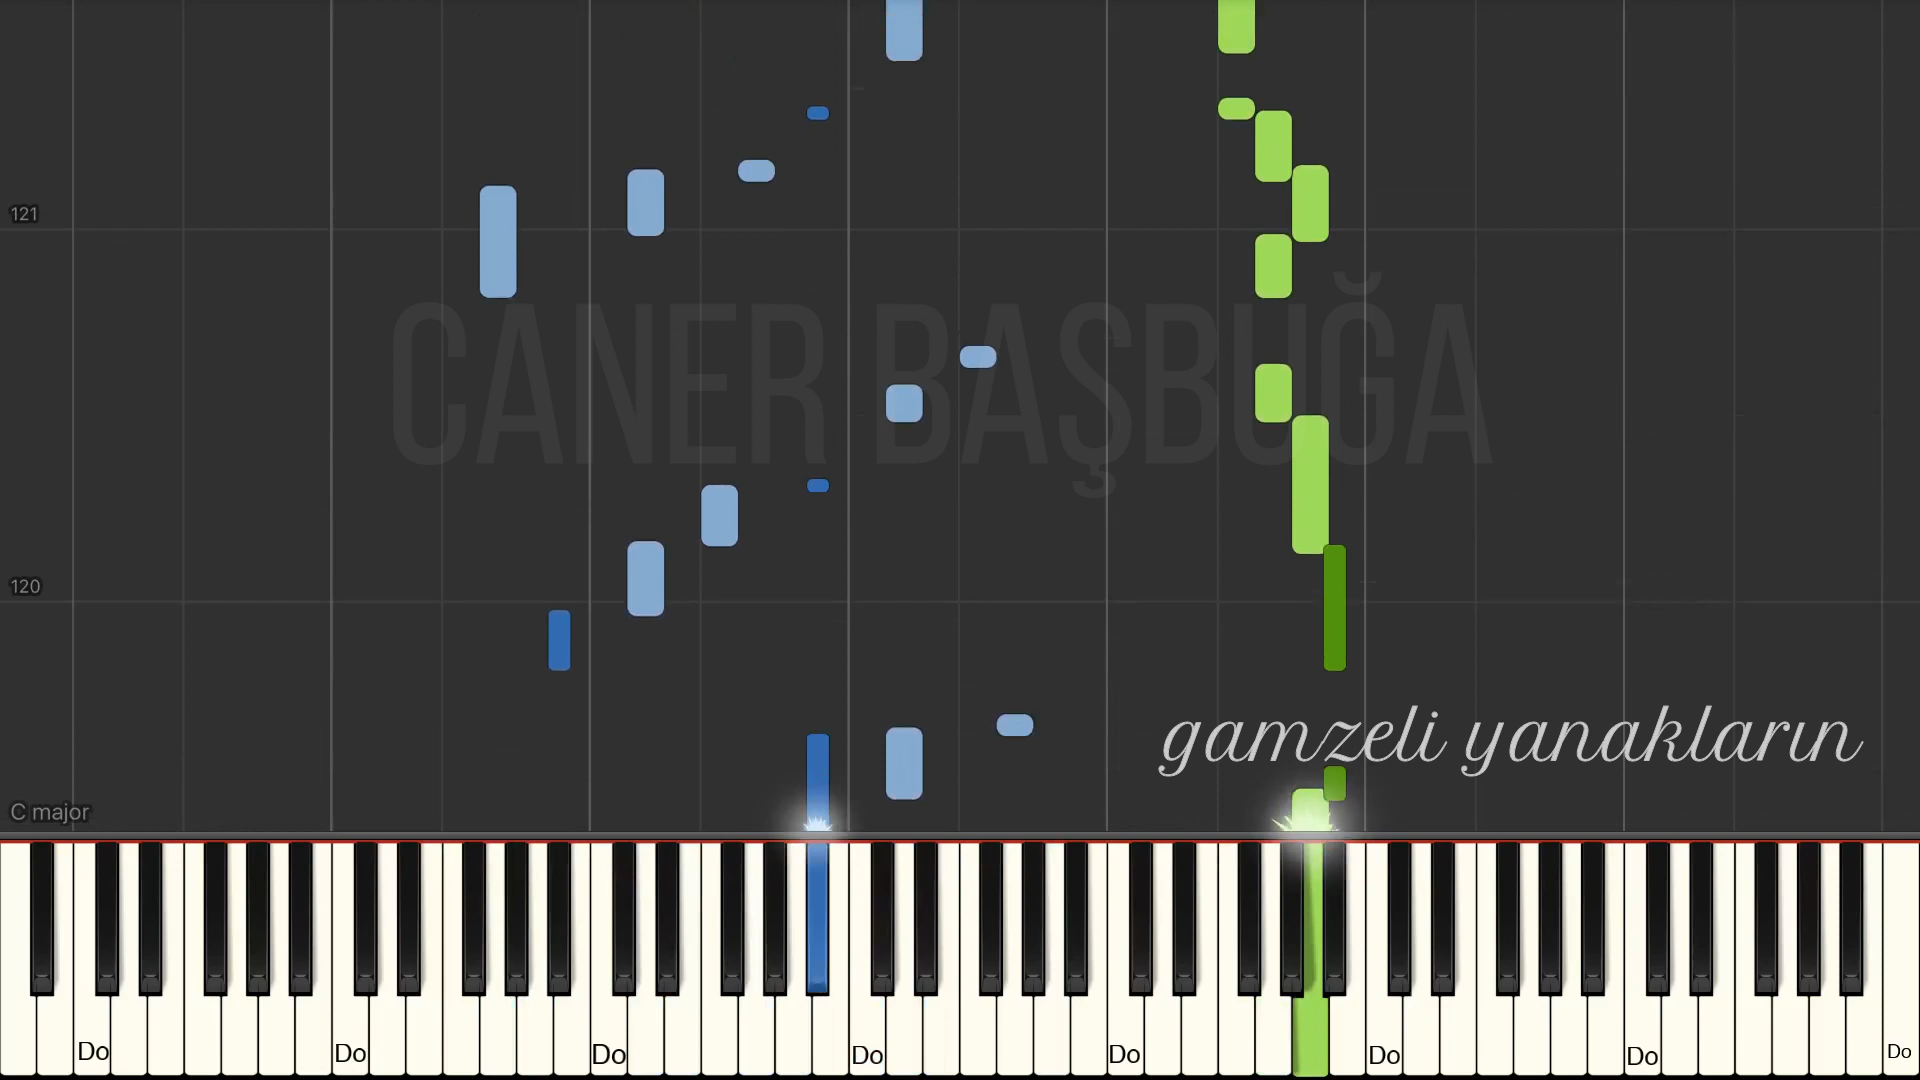 121
CANER BAŞBUĞA
120
gamzeli yanakların
C major
Do Do Do Do Do Do Do Do